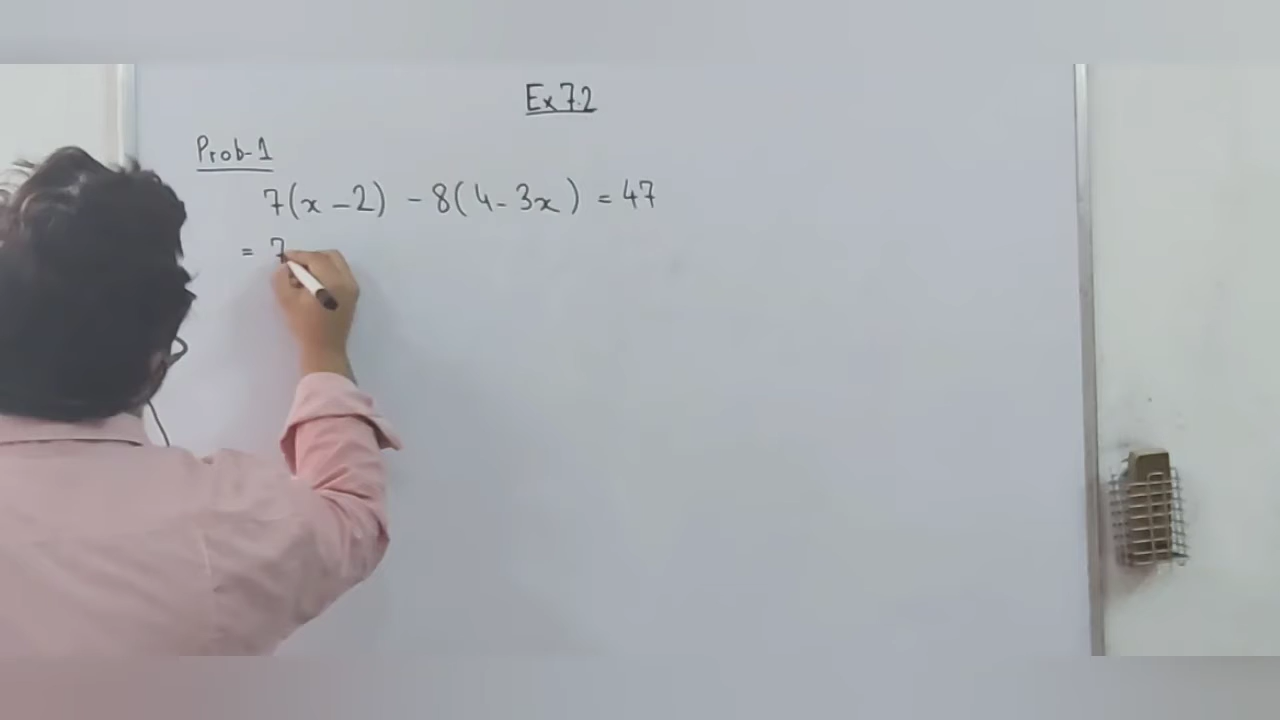 Ex 7.2
Prob-1
7(x-2) -8(4-3x) = 47
= 7